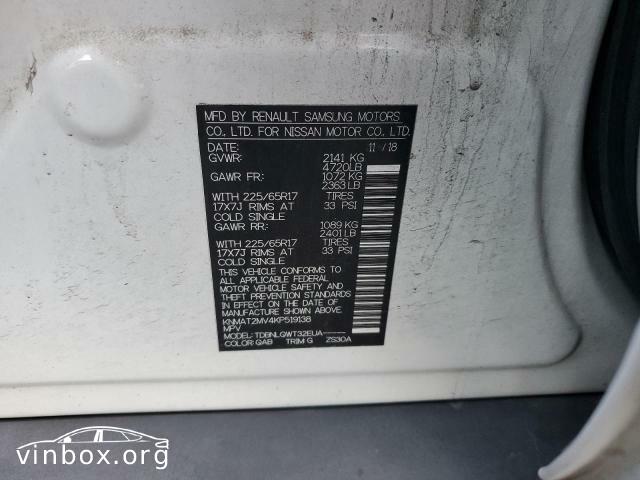 MFD BY RENAULT SAMSUNG MOTORS
CO., LTD. FOR NISSAN MOTOR CO., LTD.
DATE: 11/18
GVWR: 2141 KG
4720LB
GAWR FR: 1072 KG
2363 LB
WITH 225/65R17 TIRES
17X7J RIMS AT 33 PSI
COLD SINGLE
GAWR RR: 1089 KG
2401 LB
WITH 225/65R17 TIRES
17X7J RIMS AT 33 PSI
COLD SINGLE
THIS VEHICLE CONFORMS TO
ALL APPLICABLE FEDERAL
MOTOR VEHICLE SAFETY AND
THEFT PREVENTION STANDARDS
IN EFFECT ON THE DATE OF
MANUFACTURE SHOWN ABOVE.
KNMAT2MV4KP519138
MPV
MODEL: TDBNLQWT32EUA-----
COLOR: QAB TRIM G ZS30A
vinbox.org